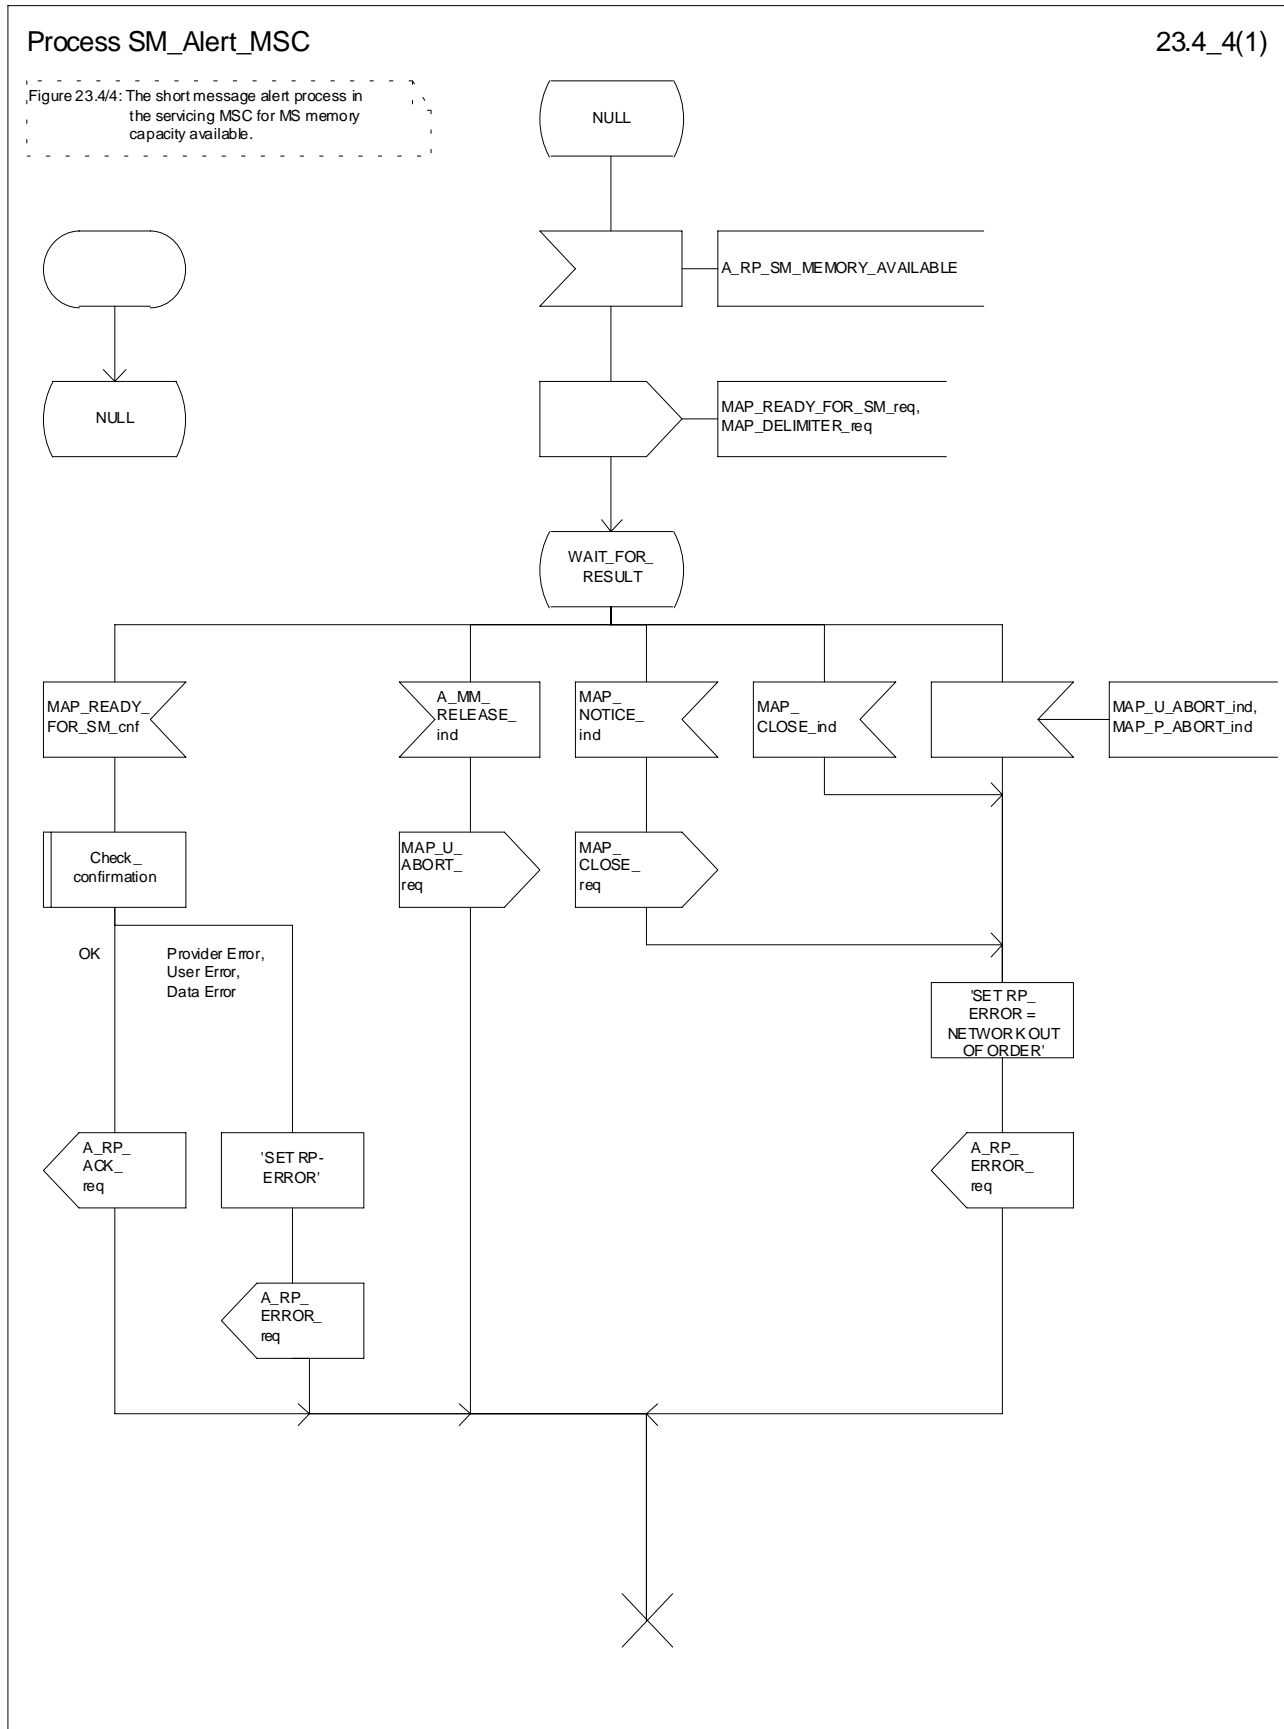 Process SM_Alert_MSC
23.4_4(1)
Figure 23.4/4: The short message alert process in
the servicing MSC for MS memory
capacity available.
NULL
A_RP_SM_MEMORY_AVAILABLE
NULL
MAP_READY_FOR_SM_req,
MAP_DELIMITER_req
WAIT_FOR_
RESULT
MAP_READY_
FOR_SM_cnf
A_MM_
RELEASE_
ind
MAP_
NOTICE_
ind
MAP_
CLOSE_ind
MAP_U_ABORT_ind,
MAP_P_ABORT_ind
Check_
confirmation
MAP_U_
ABORT_
req
MAP_
CLOSE_
req
OK
Provider Error,
User Error,
Data Error
'SET RP_
ERROR =
NETWORK OUT
OF ORDER'
A_RP_
ACK_
req
'SET RP-
ERROR'
A_RP_
ERROR_
req
A_RP_
ERROR_
req